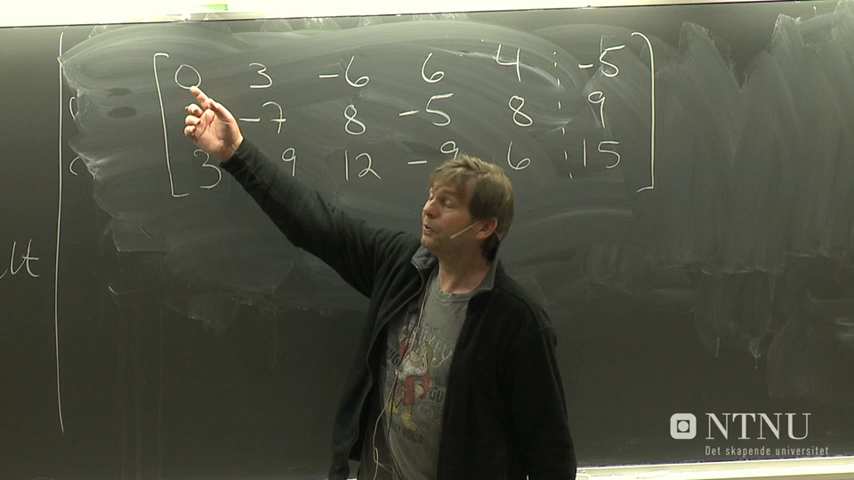 0 3 -6 6 4 -5
-7 8 -5 8 9
3 9 12 -9 6 15
lt
NTNU
Det skapende universitet